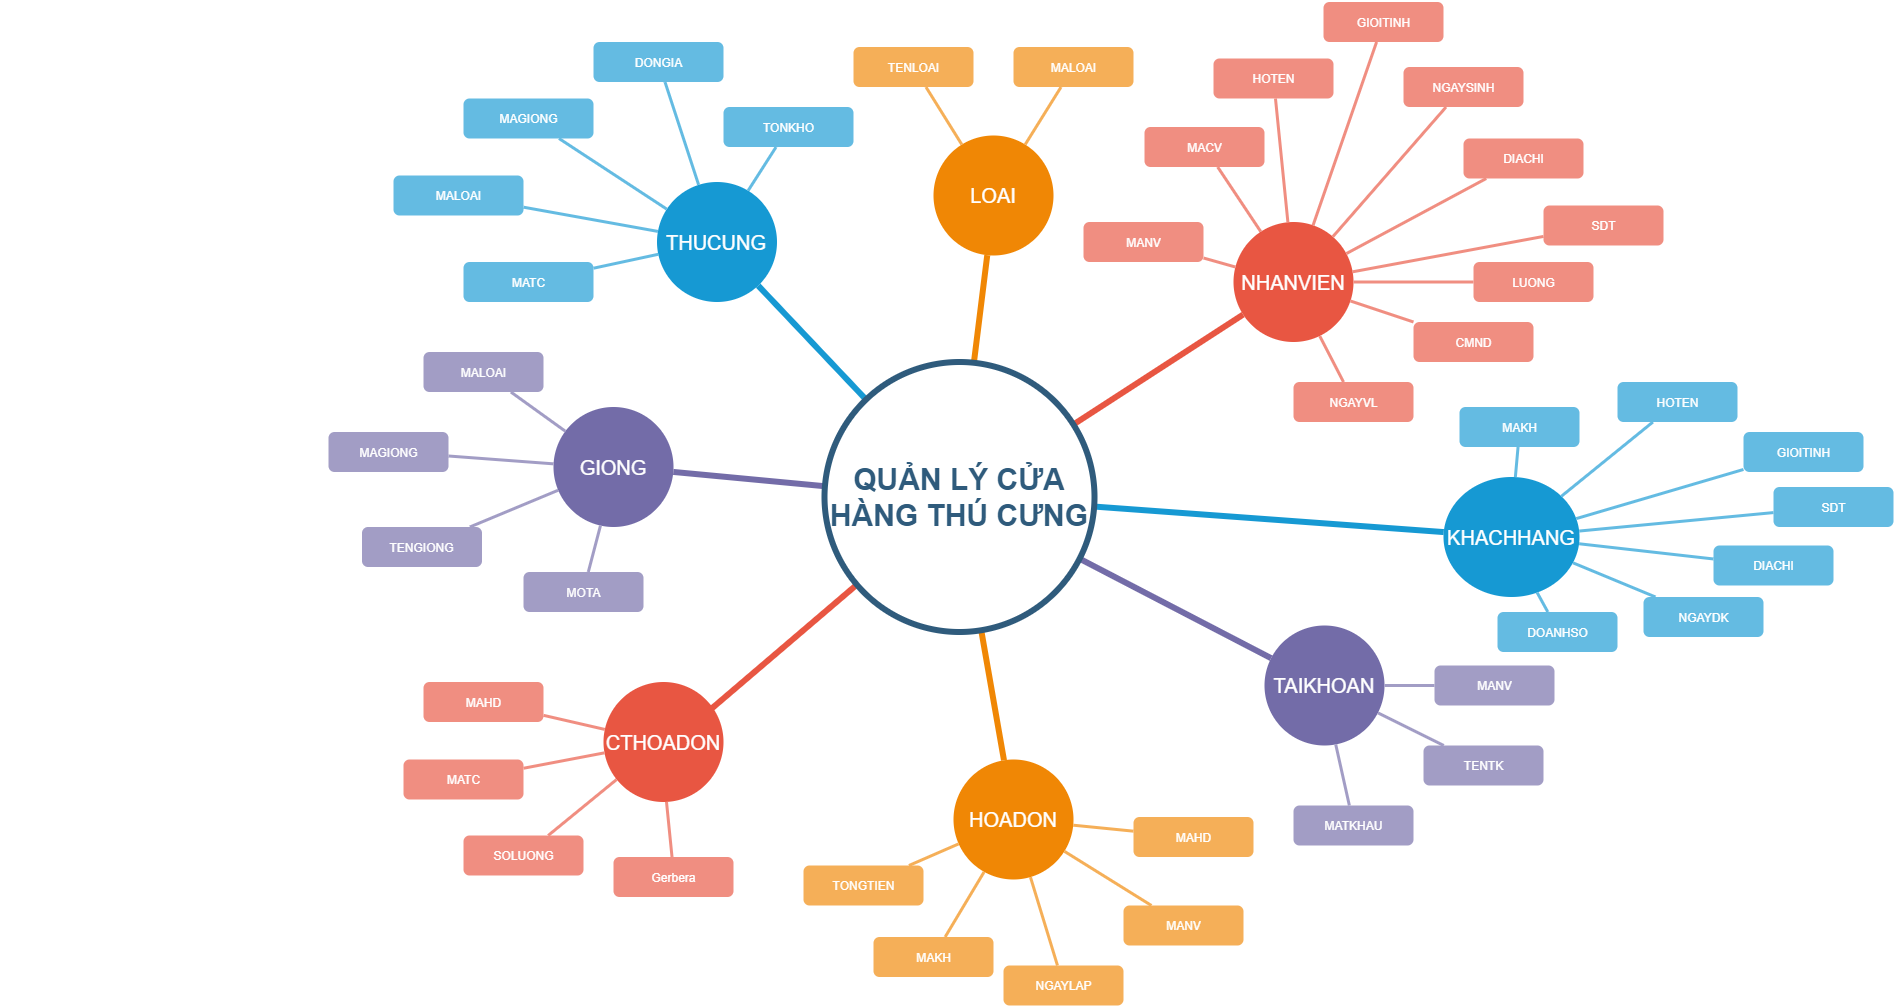 QUẢN LÝ CỬA
HÀNG THÚ CƯNG
THUCUNG
DONGIA
MAGIONG
TONKHO
MALOAI
MATC
LOAI
TENLOAI
MALOAI
NHANVIEN
GIOITINH
HOTEN
NGAYSINH
MACV
DIACHI
SDT
MANV
LUONG
CMND
NGAYVL
KHACHHANG
MAKH
HOTEN
GIOITINH
SDT
DIACHI
NGAYDK
DOANHSO
TAIKHOAN
MANV
TENTK
MATKHAU
HOADON
MAHD
MANV
NGAYLAP
MAKH
TONGTIEN
CTHOADON
MAHD
MATC
SOLUONG
Gerbera
GIONG
MALOAI
MAGIONG
TENGIONG
MOTA